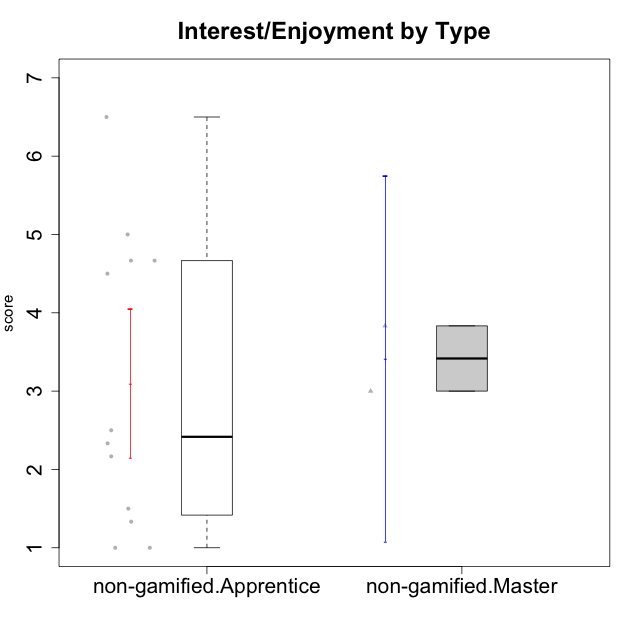 Interest/Enjoyment by Type
7
6
5
4
3
2
1
score
non-gamified.Apprentice
non-gamified.Master